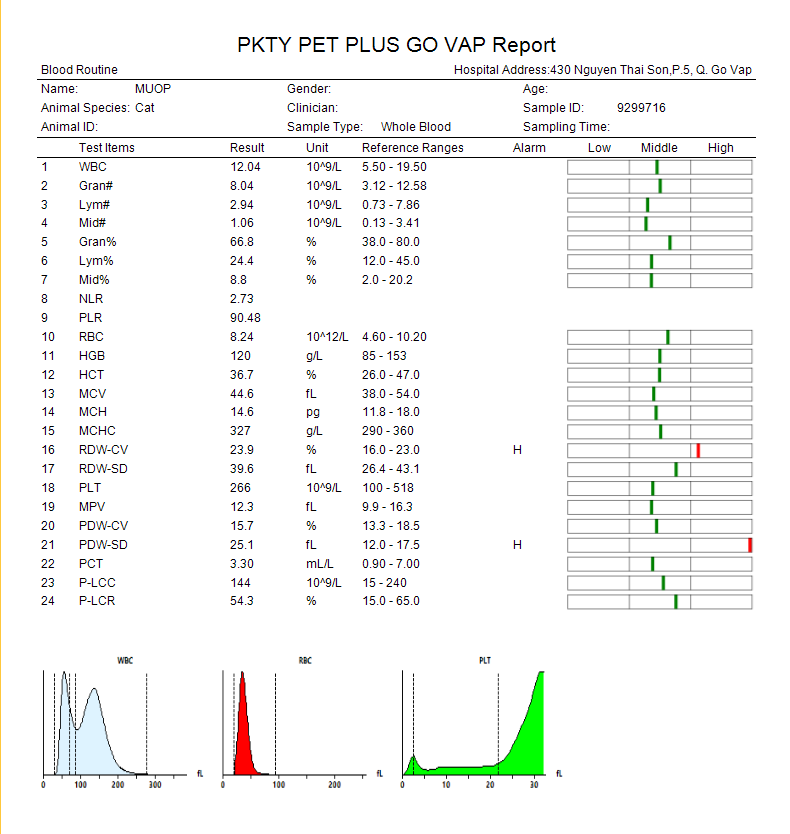 PKTY PET PLUS GO VAP Report
Blood Routine Hospital Address:430 Nguyen Thai Son,P.5, Q. Go Vap
Name: MUOP Gender: Age:
Animal Species: Cat Clinician: Sample ID: 9299716
Animal ID: Sample Type: Whole Blood Sampling Time:
Test Items Result Unit Reference Ranges Alarm Low Middle High
1 WBC 12.04 10^9/L 5.50 - 19.50
2 Gran# 8.04 10^9/L 3.12 - 12.58
3 Lym# 2.94 10^9/L 0.73 - 7.86
4 Mid# 1.06 10^9/L 0.13 - 3.41
5 Gran% 66.8 % 38.0 - 80.0
6 Lym% 24.4 % 12.0 - 45.0
7 Mid% 8.8 % 2.0 - 20.2
8 NLR 2.73
9 PLR 90.48
10 RBC 8.24 10^12/L 4.60 - 10.20
11 HGB 120 g/L 85 - 153
12 HCT 36.7 % 26.0 - 47.0
13 MCV 44.6 fL 38.0 - 54.0
14 MCH 14.6 pg 11.8 - 18.0
15 MCHC 327 g/L 290 - 360
16 RDW-CV 23.9 % 16.0 - 23.0 H
17 RDW-SD 39.6 fL 26.4 - 43.1
18 PLT 266 10^9/L 100 - 518
19 MPV 12.3 fL 9.9 - 16.3
20 PDW-CV 15.7 % 13.3 - 18.5
21 PDW-SD 25.1 fL 12.0 - 17.5 H
22 PCT 3.30 mL/L 0.90 - 7.00
23 P-LCC 144 10^9/L 15 - 240
24 P-LCR 54.3 % 15.0 - 65.0
WBC RBC PLT
fL fL fL
0 100 200 300 0 100 200 0 10 20 30